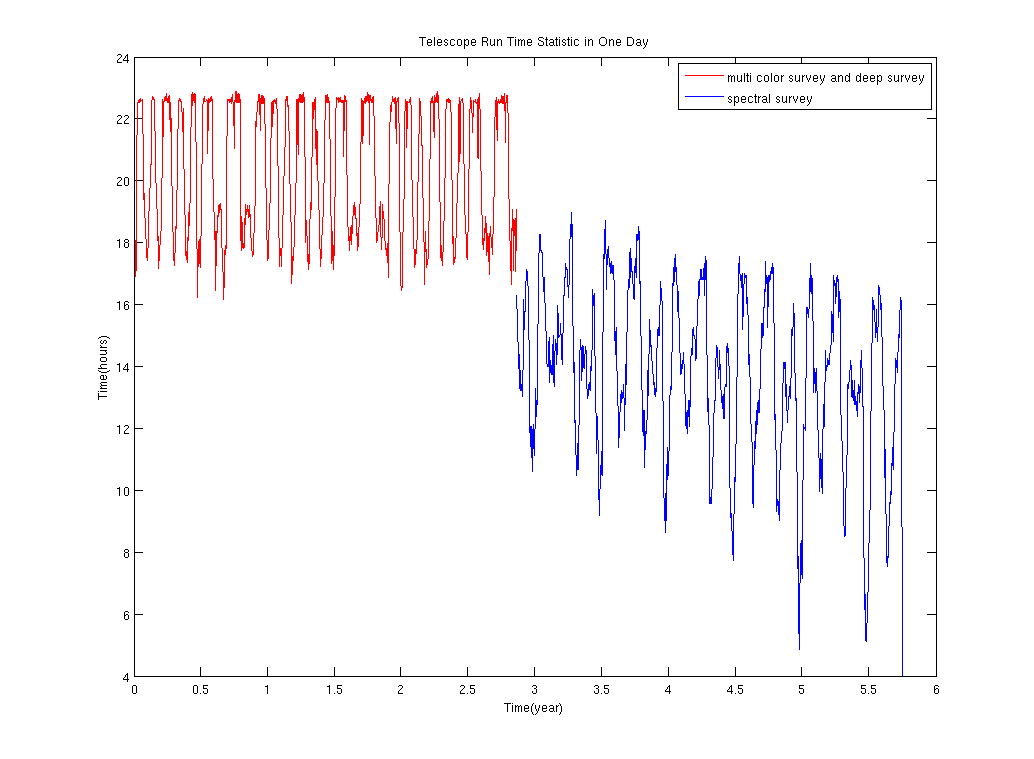 Telescope Run Time Statistic in One Day
multi color survey and deep survey
spectral survey
24
22
20
18
16
14
12
10
8
6
4
Time(hours)
0 0.5 1 1.5 2 2.5 3 3.5 4 4.5 5 5.5 6
Time(year)